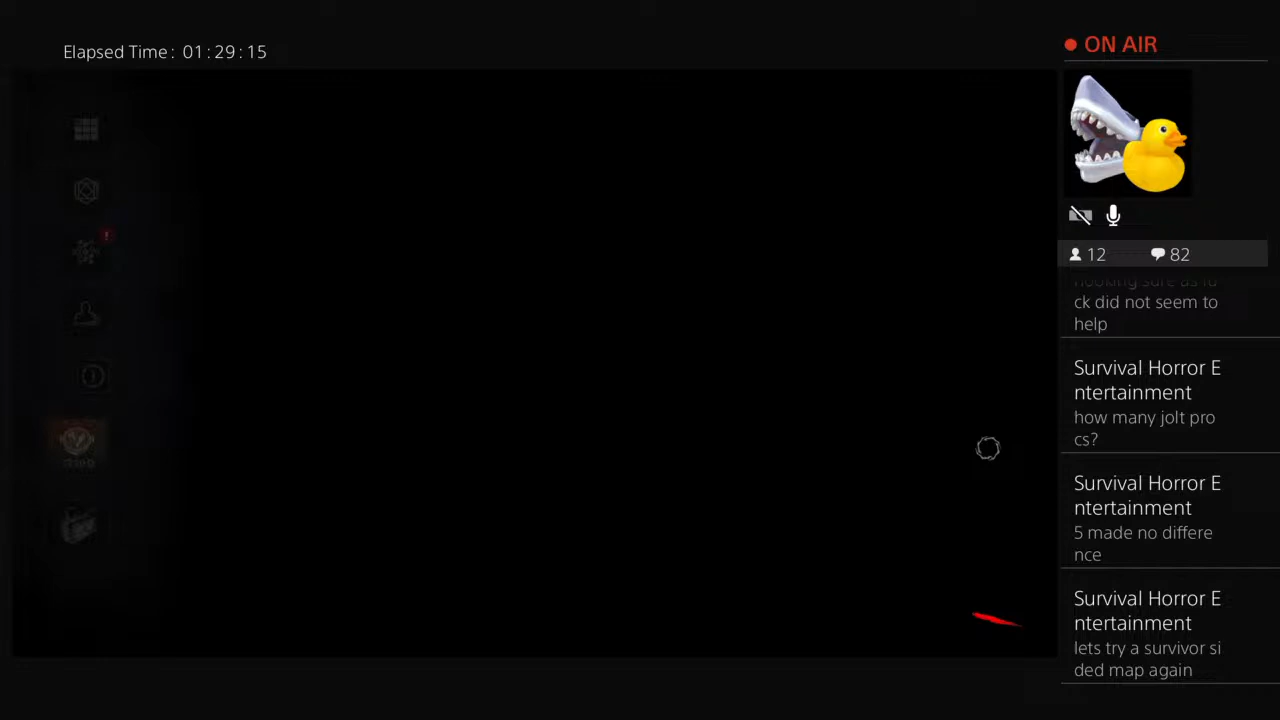 Elapsed Time: 01:29:15
ON AIR
12 82
ck did not seem to
help
Survival Horror E
ntertainment
how many jolt pro
cs?
Survival Horror E
ntertainment
5 made no differe
nce
Survival Horror E
ntertainment
lets try a survivor si
ded map again